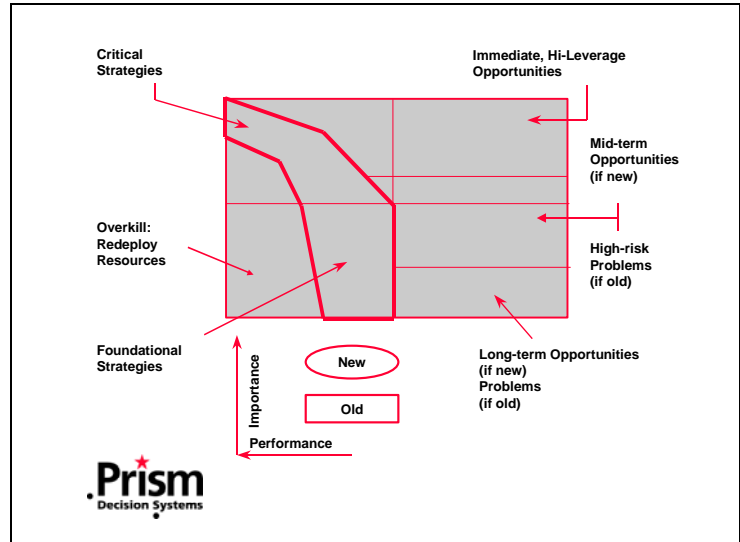 Critical
Strategies
Immediate, Hi-Leverage
Opportunities
Mid-term
Opportunities
(if new)
Overkill:
Redeploy
Resources
High-risk
Problems
(if old)
Foundational
Strategies
Long-term Opportunities
(if new)
Problems
(if old)
New
Old
Importance
Performance
Prism
Decision Systems